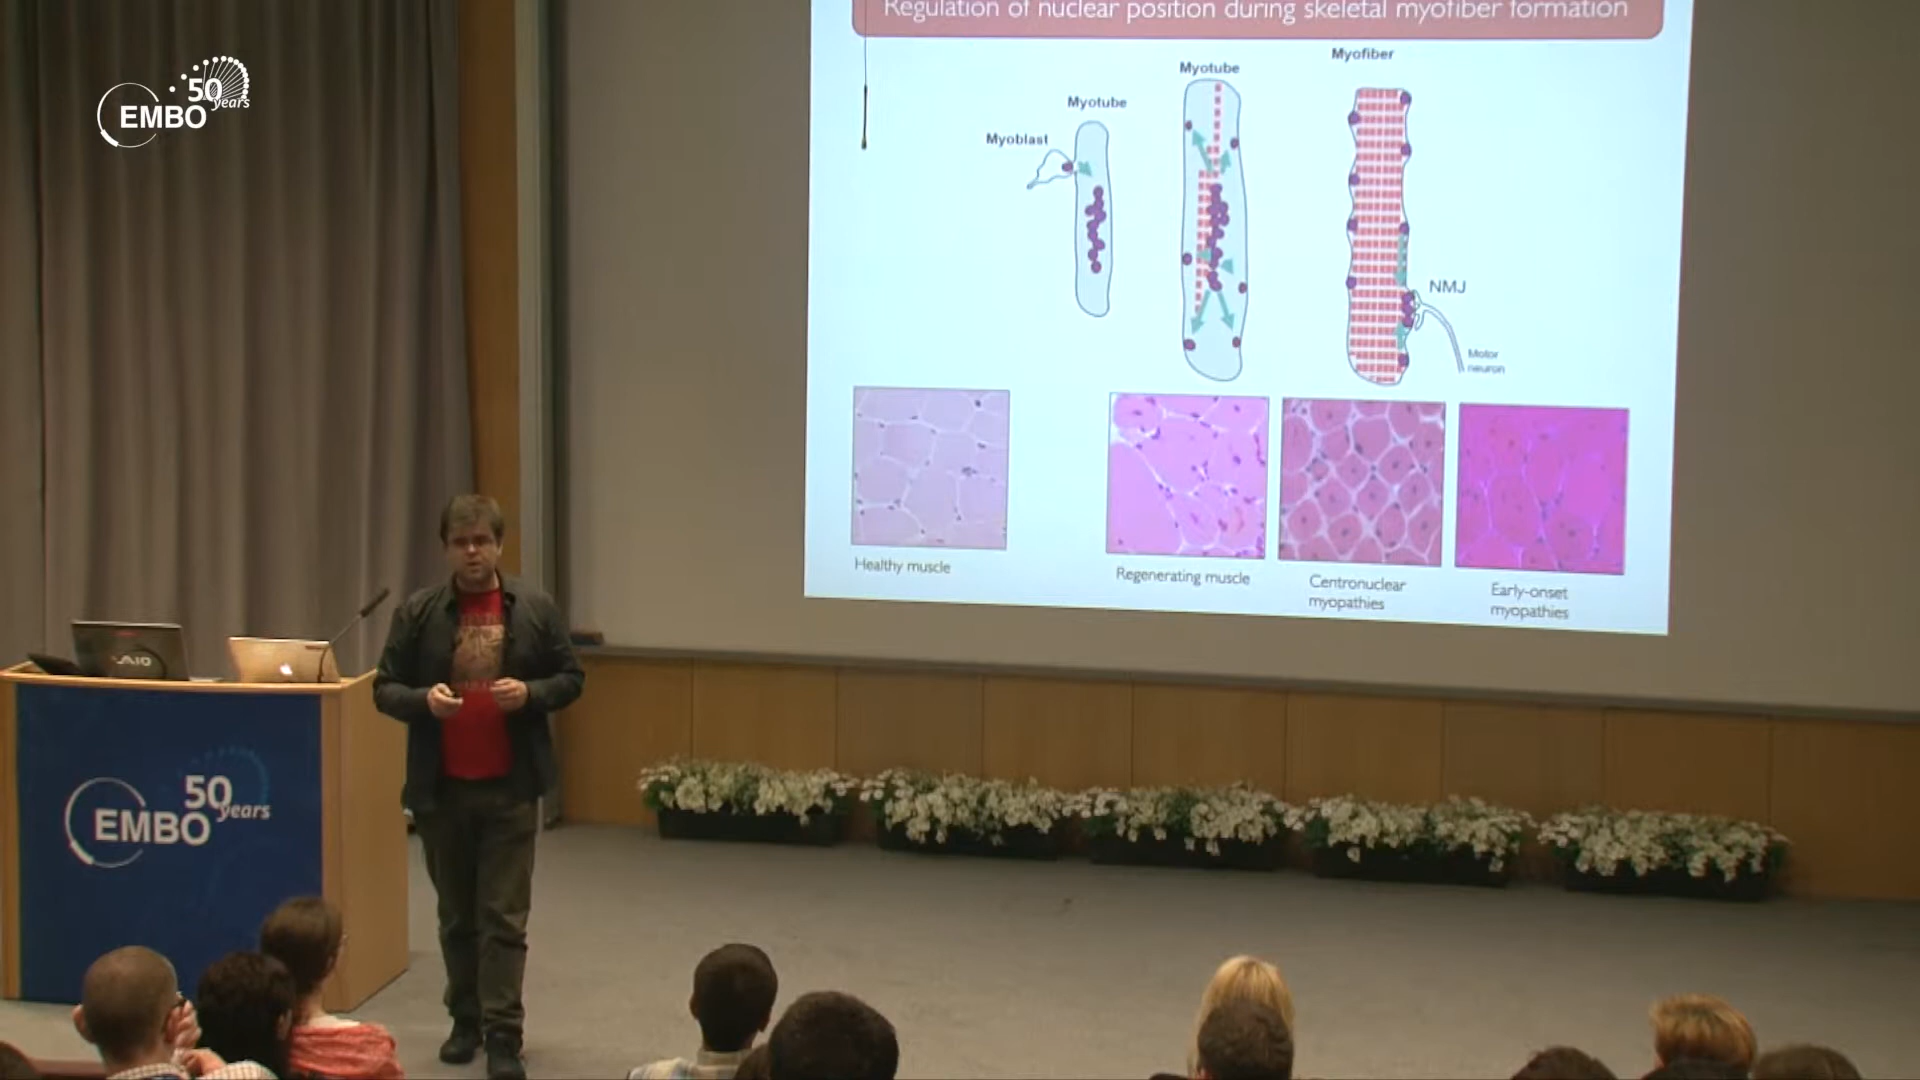 50
years
EMBO
Regulation of nuclear position during skeletal myofiber formation
Myofiber
Myotube
Myotube
Myoblast
NMJ
Motor
neuron
Healthy muscle
Regenerating muscle
Centronuclear
myopathies
Early-onset
myopathies
VAIO
50
years
EMBO